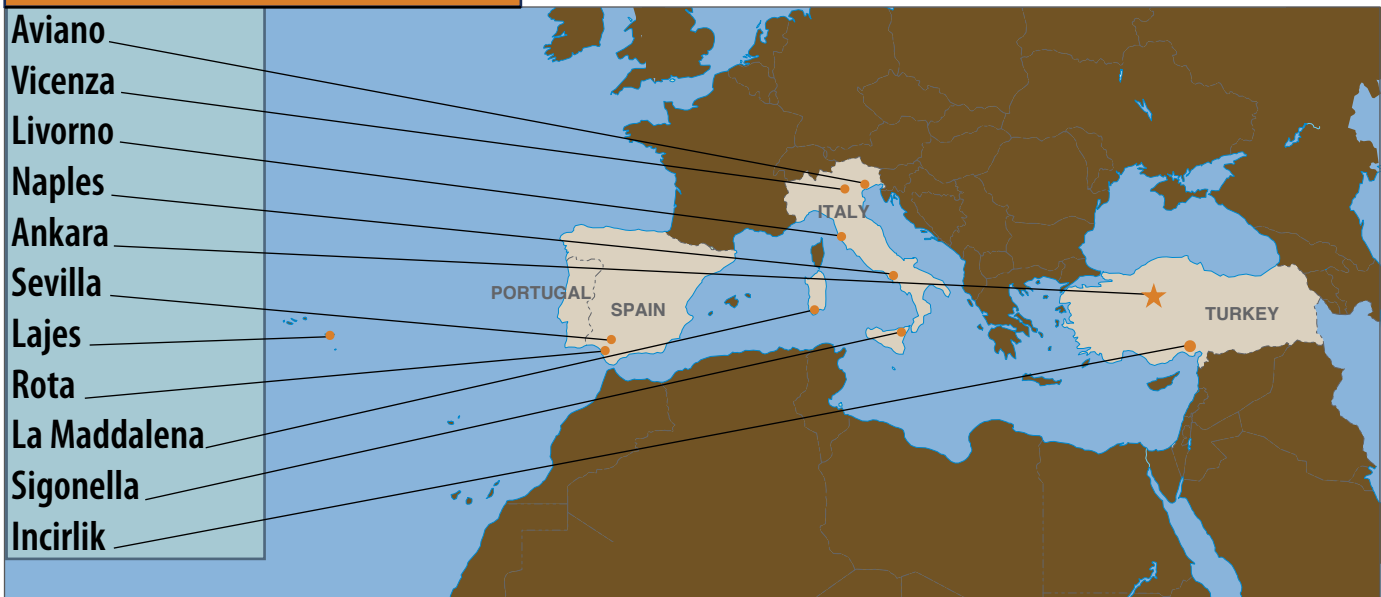 Aviano
Vicenza
Livorno
Naples
Ankara
Sevilla
Lajes
Rota
La Maddalena
Sigonella
Incirlik
ITALY
PORTUGAL
SPAIN
TURKEY